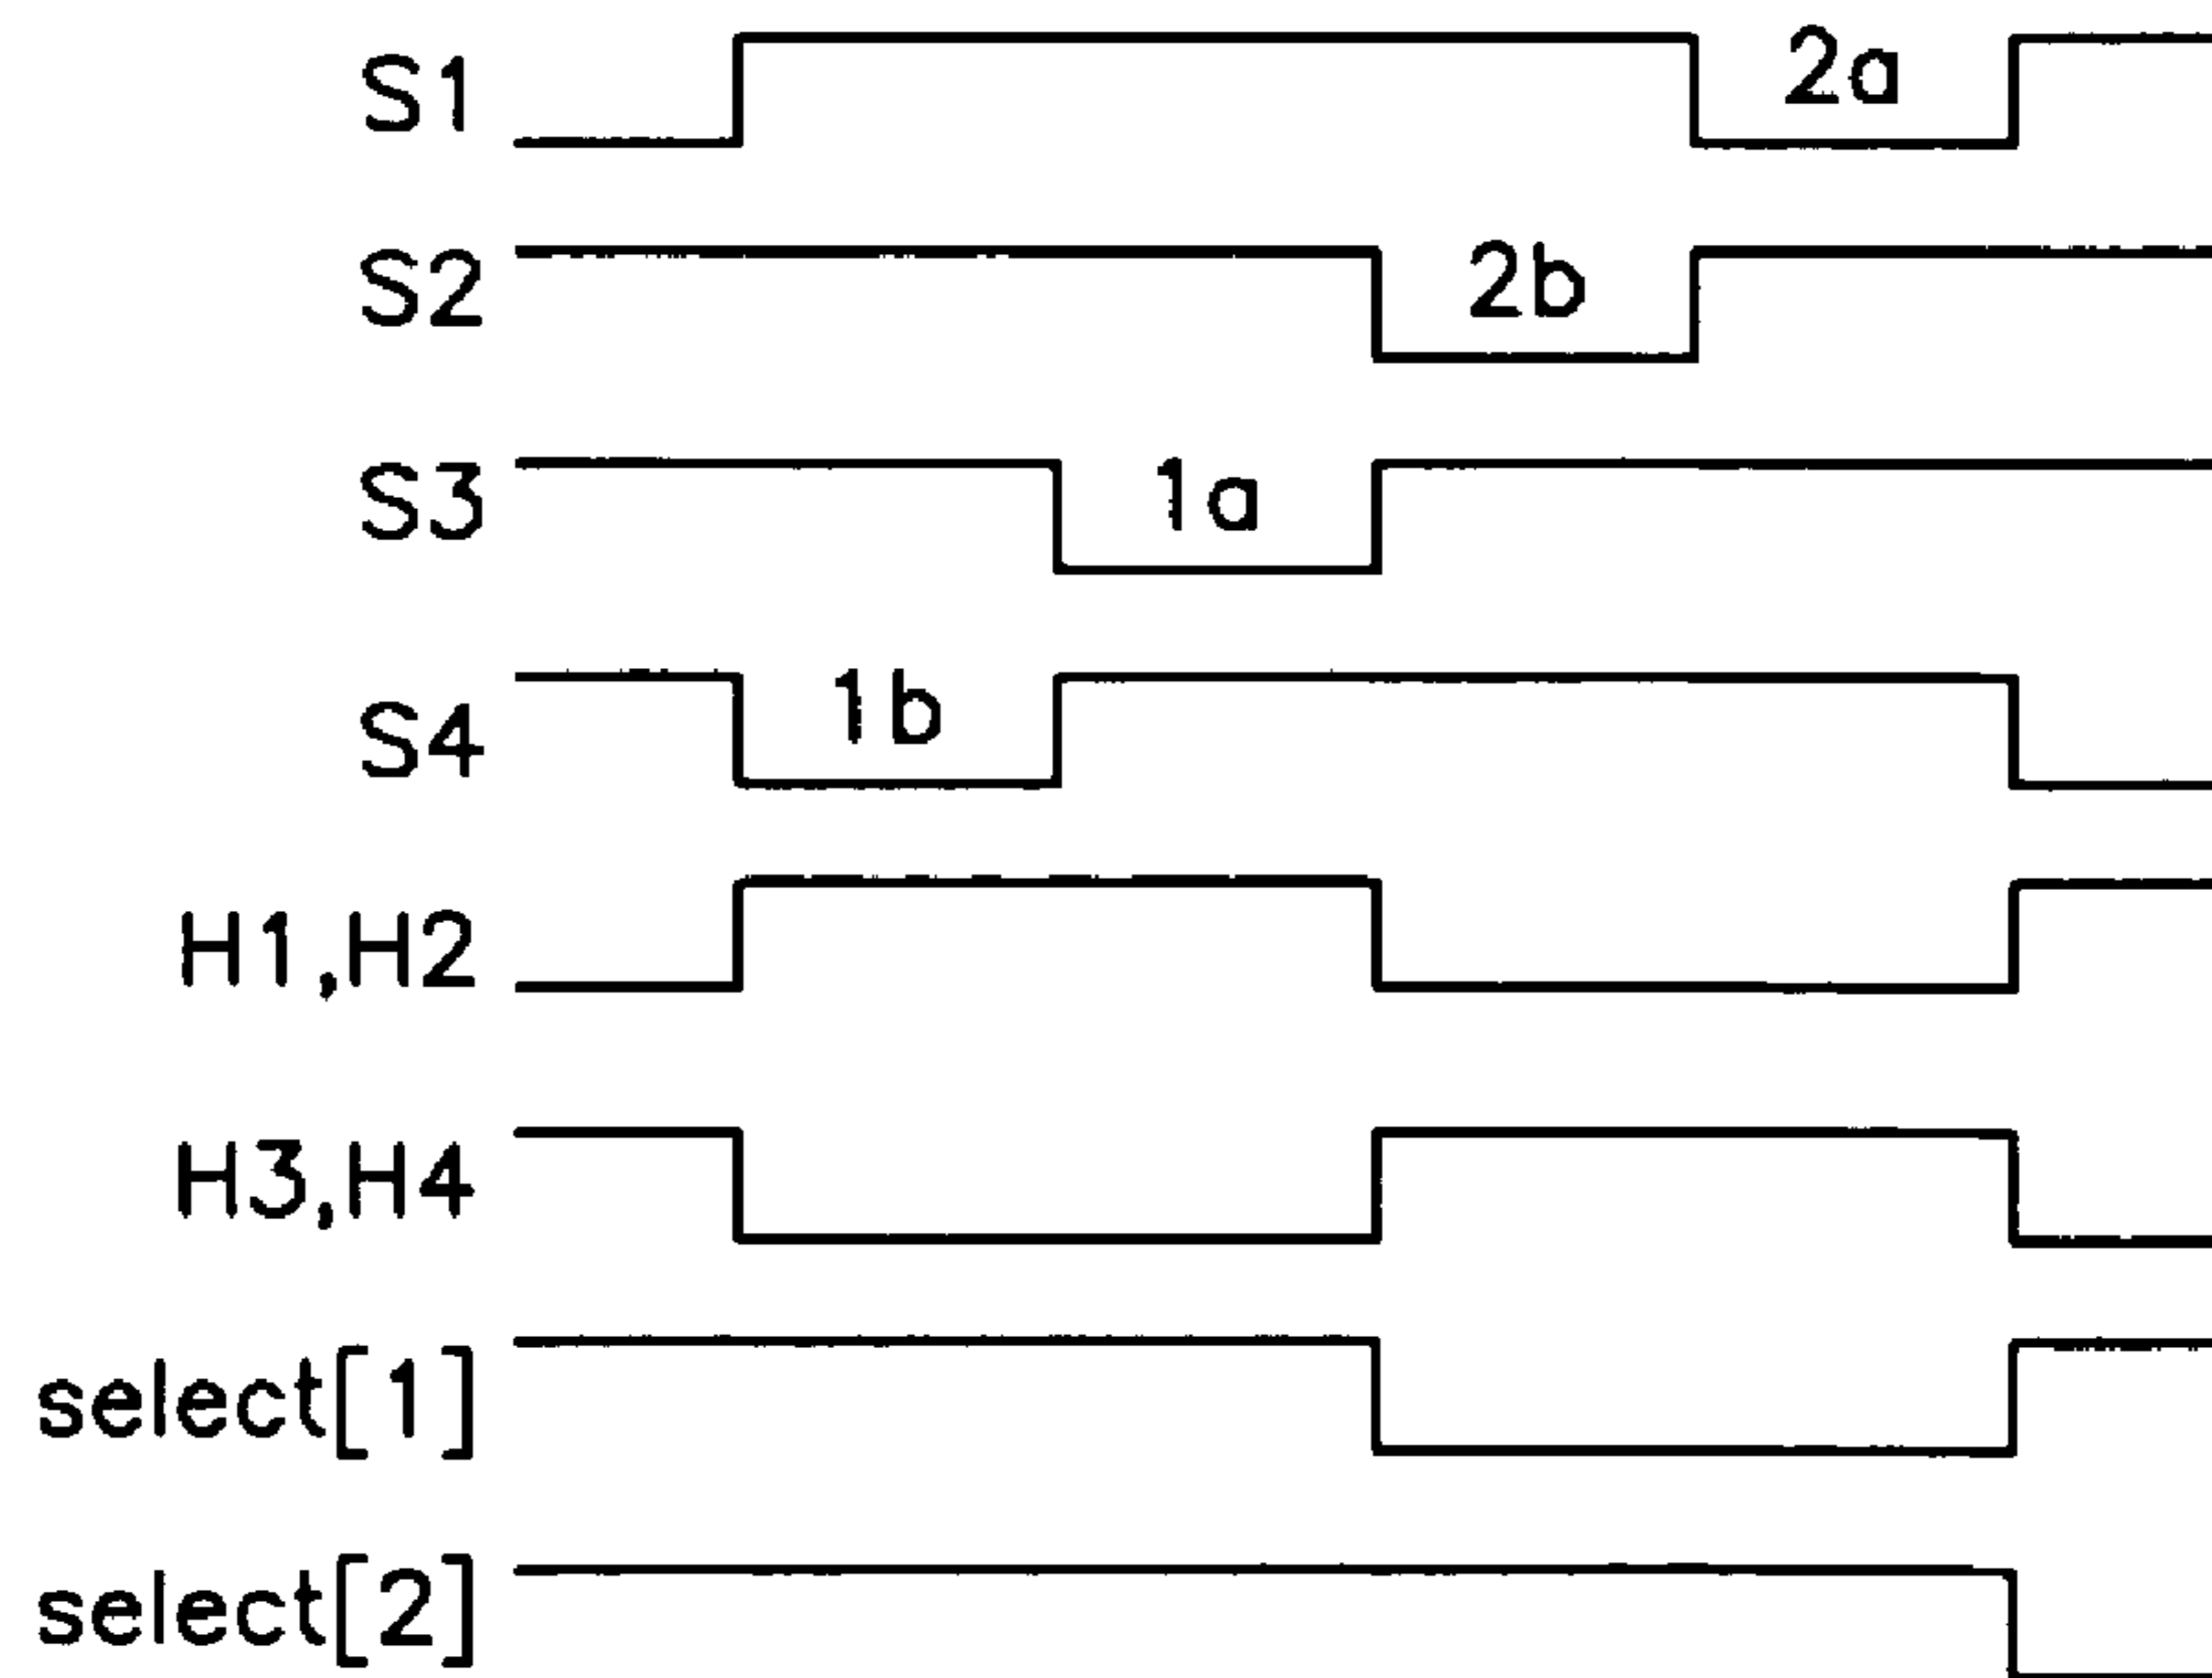 S1 2a
S2 2b
S3 1a
S4 1b
H1,H2
H3,H4
select[1]
select[2]